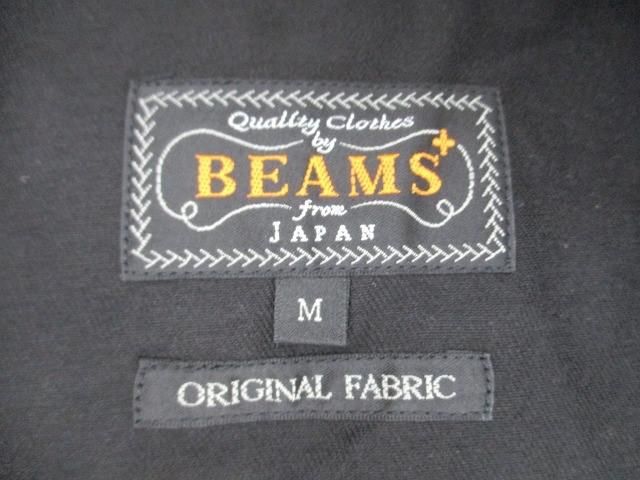 Quality Clothes
by
BEAMS+
from
JAPAN
M
ORIGINAL FABRIC